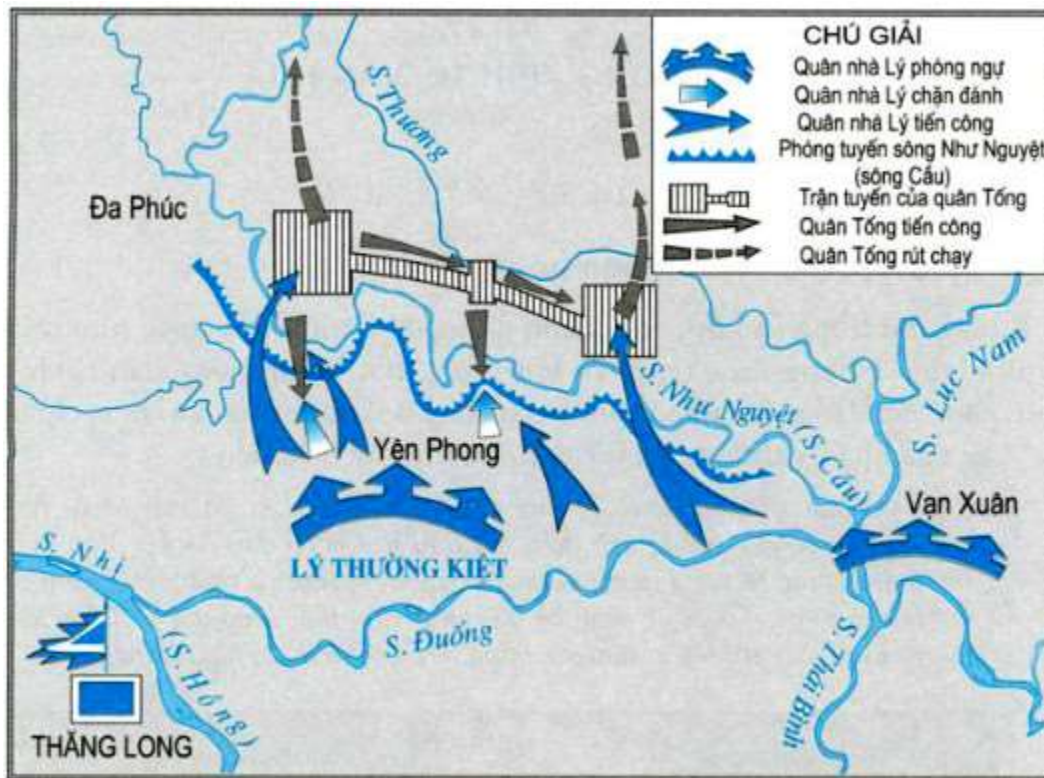 CHÚ GIẢI
Quân nhà Lý phòng ngự
Quân nhà Lý chặn đánh
Quân nhà Lý tiến công
Phòng tuyến sông Như Nguyệt
(sông Cầu)
Trận tuyến của quân Tống
Quân Tống tiến công
Quân Tống rút chạy
S. Thương
Đa Phúc
S. Lục Nam
S. Như Nguyệt (S. Cầu)
Yên Phong
Vạn Xuân
LÝ THƯỜNG KIỆT
S. Nhị
(S. Hồng)
S. Đuống
S. Thái Bình
THĂNG LONG